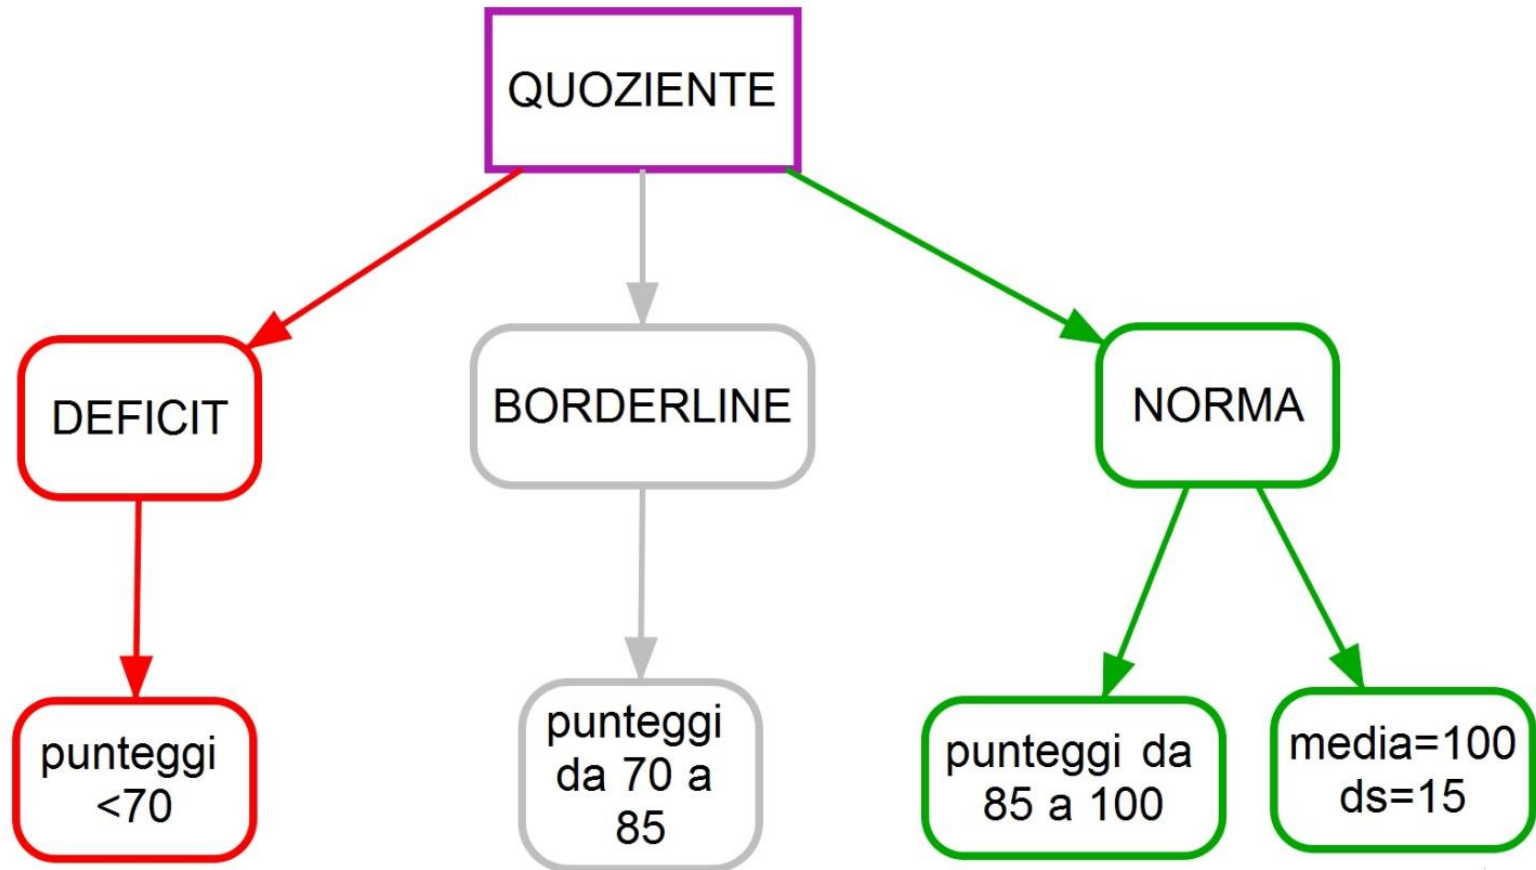 QUOZIENTE
DEFICIT
BORDERLINE
NORMA
punteggi
<70
punteggi
da 70 a
85
punteggi da
85 a 100
media=100
ds=15